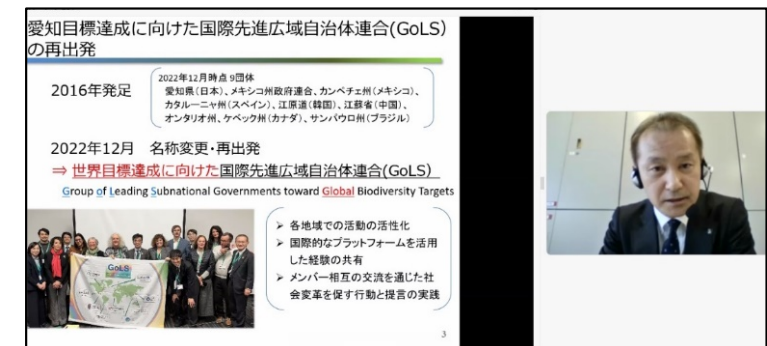 愛知目標達成に向けた国際先進広域自治体連合(GoLS)
の再出発
2016年発足
2022年12月時点 9団体
愛知県(日本)、メキシコ州政府連合、カンペチェ州(メキシコ)、
カタルーニャ州(スペイン)、江原道(韓国)、江蘇省(中国)、
オンタリオ州、ケベック州(カナダ)、サンパウロ州(ブラジル)
2022年12月 名称変更・再出発
⇒ 世界目標達成に向けた国際先進広域自治体連合(GoLS)
Group of Leading Subnational Governments toward Global Biodiversity Targets
GoLS
➢ 各地域での活動の活性化
➢ 国際的なプラットフォームを活用
した経験の共有
➢ メンバー相互の交流を通じた社
会変革を促す行動と提言の実践
3